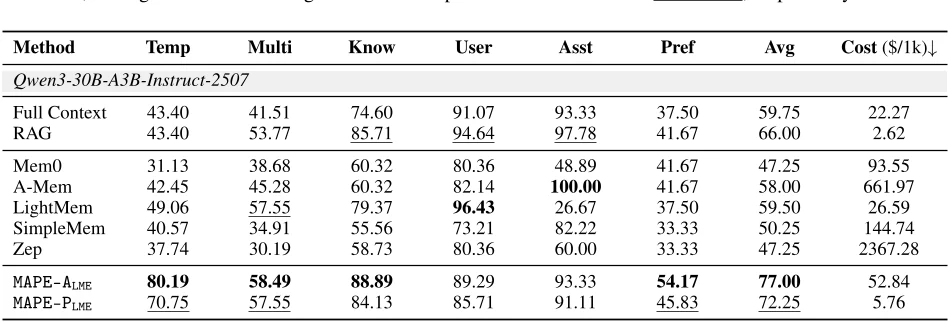 Method Temp Multi Know User Asst Pref Avg Cost ($/1k)↓
Qwen3-30B-A3B-Instruct-2507
Full Context 43.40 41.51 74.60 91.07 93.33 37.50 59.75 22.27
RAG 43.40 53.77 85.71 94.64 97.78 41.67 66.00 2.62
Mem0 31.13 38.68 60.32 80.36 48.89 41.67 47.25 93.55
A-Mem 42.45 45.28 60.32 82.14 100.00 41.67 58.00 661.97
LightMem 49.06 57.55 79.37 96.43 26.67 37.50 59.50 26.59
SimpleMem 40.57 34.91 55.56 73.21 82.22 33.33 50.25 144.74
Zep 37.74 30.19 58.73 80.36 60.00 33.33 47.25 2367.28
MAPE-A_LME 80.19 58.49 88.89 89.29 93.33 54.17 77.00 52.84
MAPE-P_LME 70.75 57.55 84.13 85.71 91.11 45.83 72.25 5.76